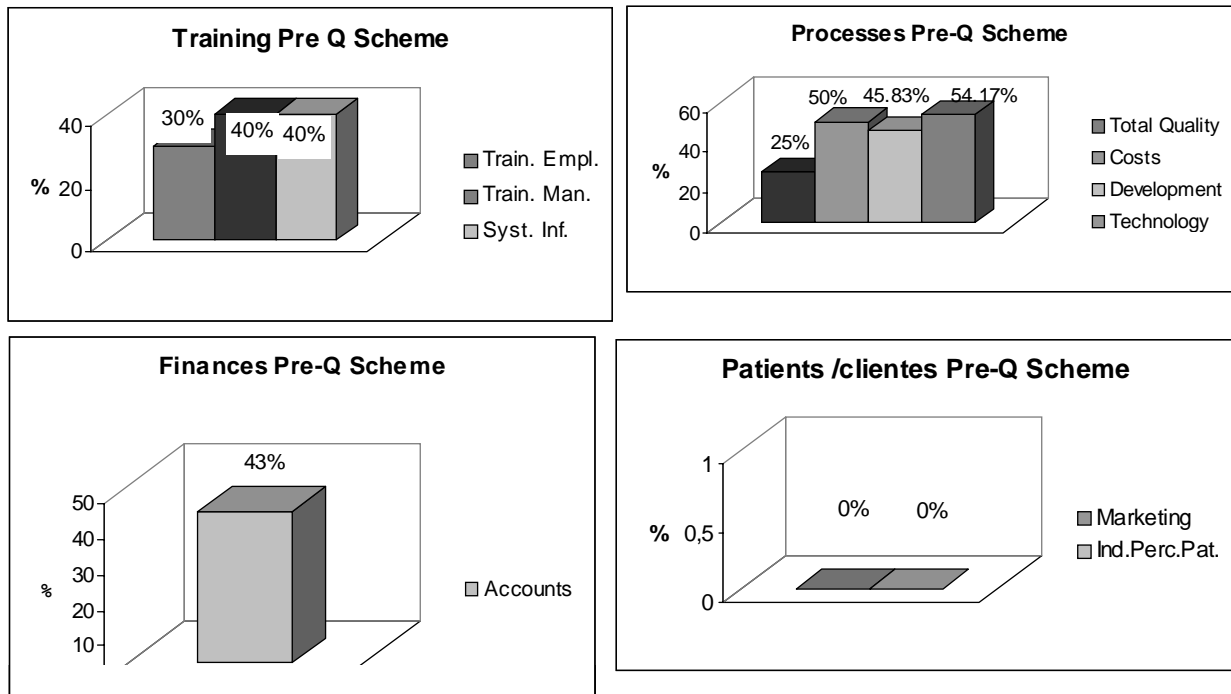 Training Pre Q Scheme
30%
40%
40%
40
20
0
%
Train. Empl.
Train. Man.
Syst. Inf.
Processes Pre-Q Scheme
25%
50%
45.83%
54.17%
60
40
20
0
%
Total Quality
Costs
Development
Technology
Finances Pre-Q Scheme
43%
50
40
30
20
10
%
Accounts
Patients /clientes Pre-Q Scheme
0%
0%
1
0,5
0
%
Marketing
Ind.Perc.Pat.